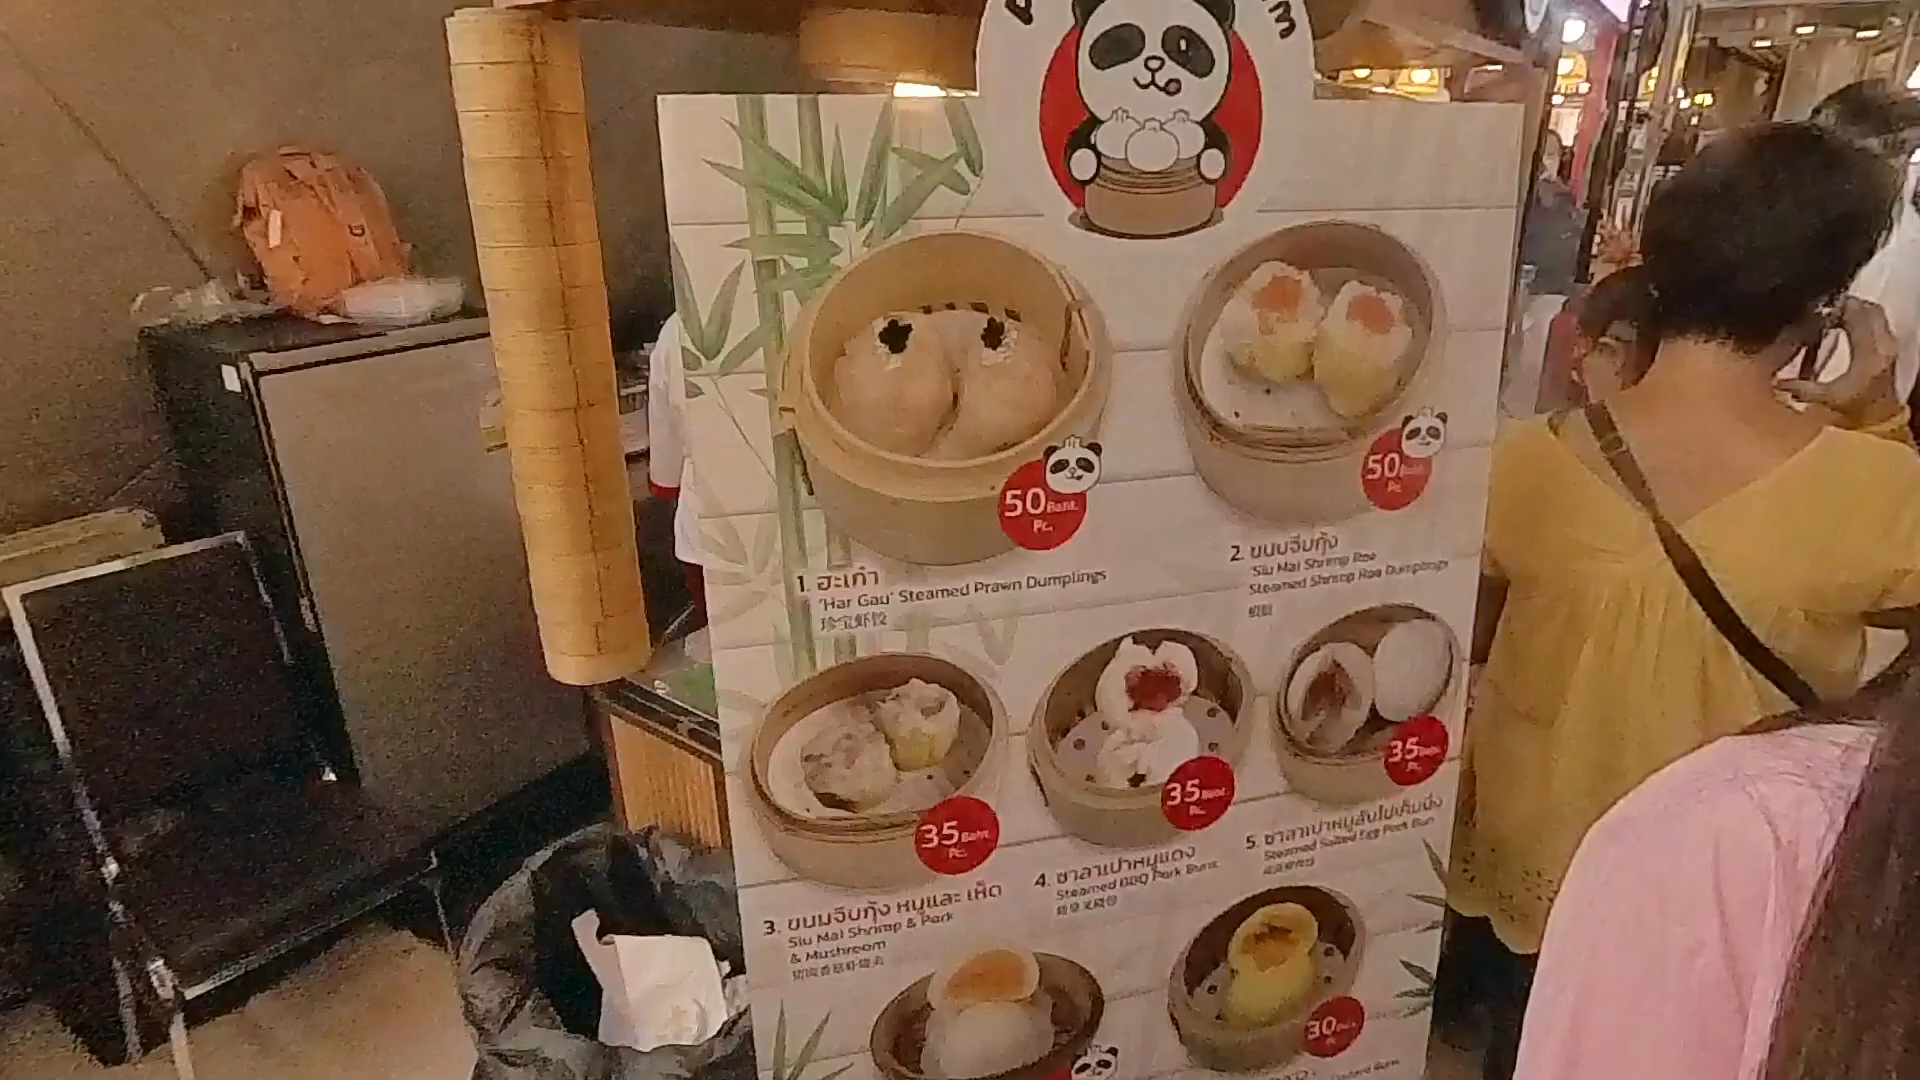 50 Baht.
Pc.
50 Baht.
Pc.
1. ฮะเก๋า
'Har Gau' Steamed Prawn Dumplings
珍宝虾饺
2. ขนมจีบกุ้ง
'Siu Mai Shrimp Roe
Steamed Shrimp Roe Dumplings
35 Baht.
Pc.
35 Baht.
Pc.
35 Baht.
Pc.
3. ขนมจีบกุ้ง หมูและ เห็ด
Siu Mai Shrimp & Pork
& Mushroom
4. ซาลาเปาหมูแดง
Steamed BBQ Pork Buns
5. ซาลาเปาหมูสับไข่เค็มนึ่ง
Steamed Salted Egg Pork Bun
30